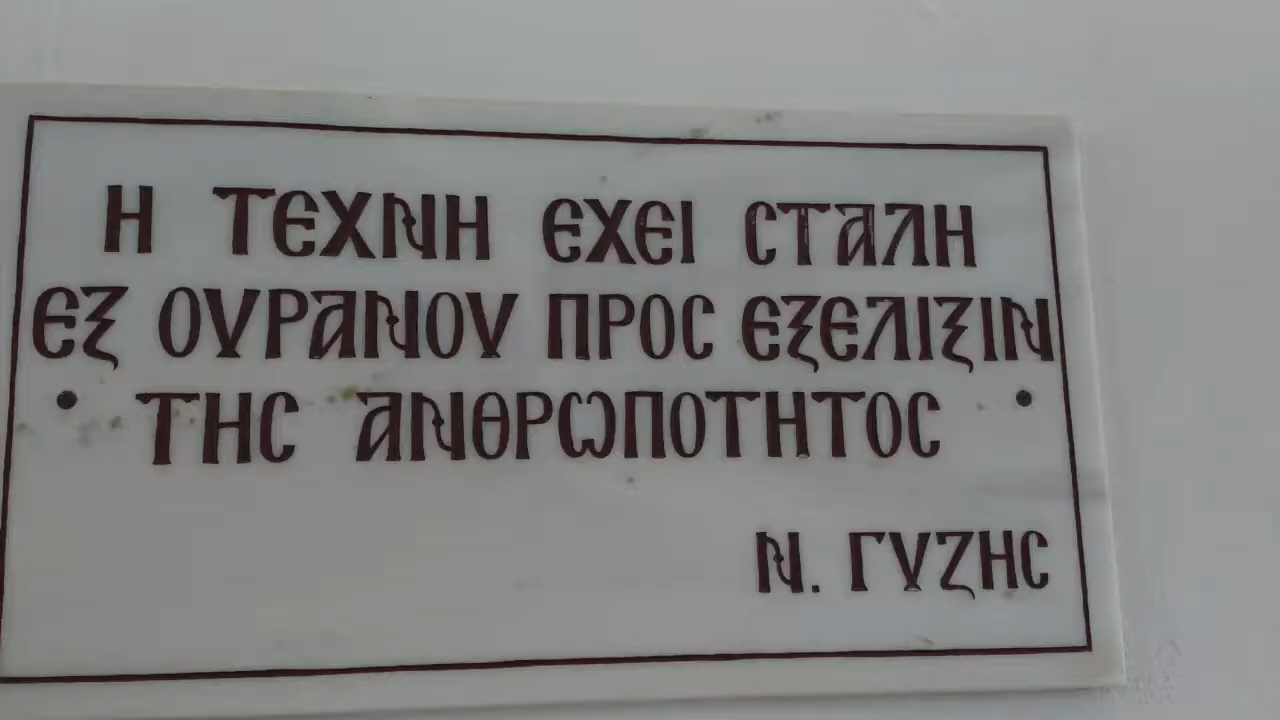 Η ΤΕΧΝΗ ΕΧΕΙ ΣΤΑΛΗ
ΕΞ ΟΥΡΑΝΟΥ ΠΡΟΣ ΕΞΕΛΙΞΙΝ
ΤΗΣ ΑΝΘΡΩΠΟΤΗΤΟΣ
Ν. ΓΥΖΗΣ